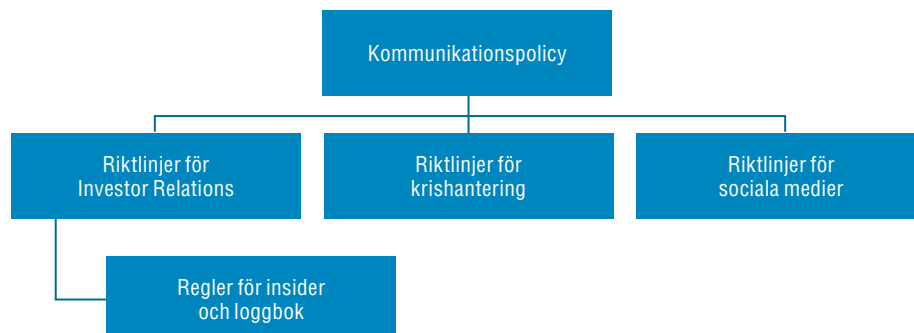 Kommunikationspolicy
Riktlinjer för
Investor Relations
Riktlinjer för
krishantering
Riktlinjer för
sociala medier
Regler för insider
och loggbok